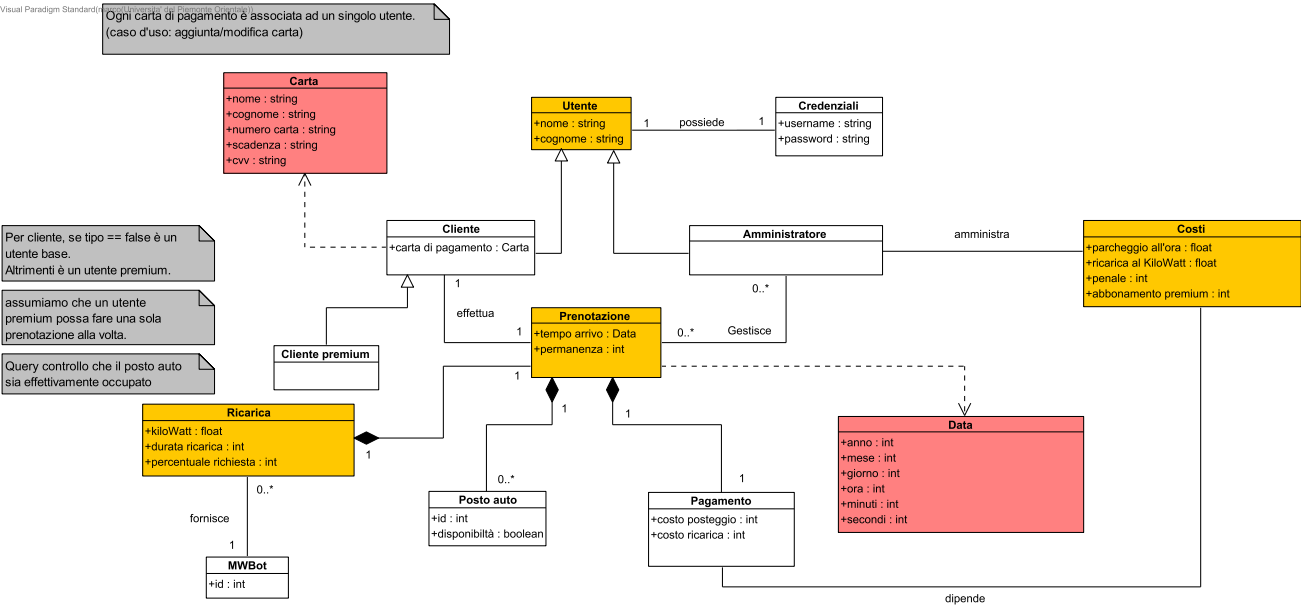 Visual Paradigm Standard(marco(Universita' del Piemonte Orientale))
Ogni carta di pagamento è associata ad un singolo utente.
(caso d'uso: aggiunta/modifica carta)
Carta
+nome : string
+cognome : string
+numero carta : string
+scadenza : string
+cvv : string
Utente
+nome : string
+cognome : string
1
possiede
1
Credenziali
+username : string
+password : string
Per cliente, se tipo == false è un
utente base.
Altrimenti è un utente premium.
assumiamo che un utente
premium possa fare una sola
prenotazione alla volta.
Query controllo che il posto auto
sia effettivamente occupato
Cliente
+carta di pagamento : Carta
Amministratore
amministra
Costi
+parcheggio all'ora : float
+ricarica al KiloWatt : float
+penale : int
+abbonamento premium : int
1
effettua
1
0..*
0..*
Gestisce
Prenotazione
+tempo arrivo : Data
+permanenza : int
Cliente premium
1
1
1
Ricarica
+kiloWatt : float
+durata ricarica : int
+percentuale richiesta : int
1
Data
+anno : int
+mese : int
+giorno : int
+ora : int
+minuti : int
+secondi : int
0..*
fornisce
1
0..*
Posto auto
+id : int
+disponibiltà : boolean
1
Pagamento
+costo posteggio : int
+costo ricarica : int
MWBot
+id : int
dipende